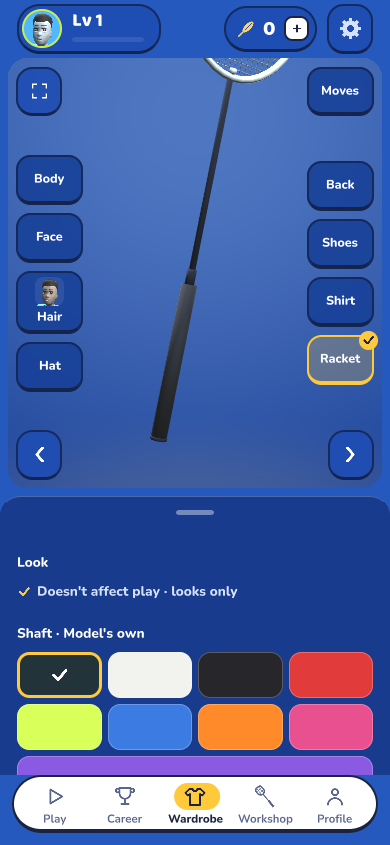 Lv 1
0
+
Moves
Body
Back
Face
Shoes
Hair
Shirt
Hat
Racket
Look
Doesn't affect play · looks only
Shaft · Model's own
Play
Career
Wardrobe
Workshop
Profile